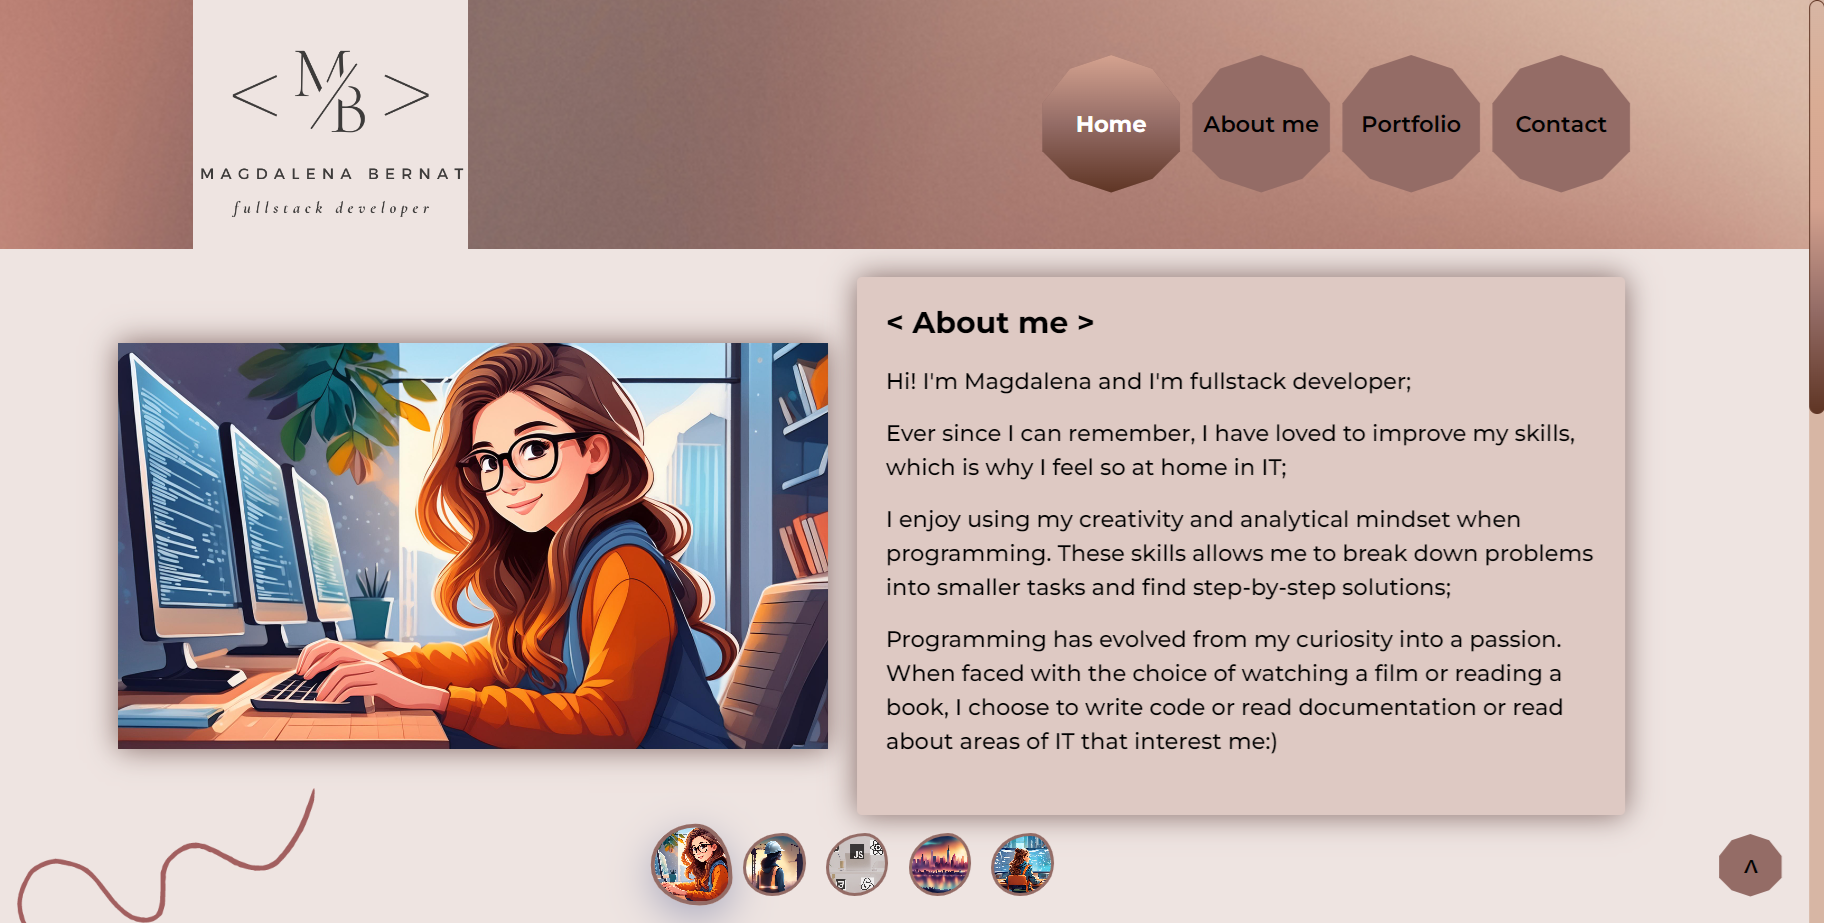 < M/B >
MAGDALENA BERNAT
fullstack developer
Home
About me
Portfolio
Contact
< About me >
Hi! I'm Magdalena and I'm fullstack developer;
Ever since I can remember, I have loved to improve my skills,
which is why I feel so at home in IT;
I enjoy using my creativity and analytical mindset when
programming. These skills allows me to break down problems
into smaller tasks and find step-by-step solutions;
Programming has evolved from my curiosity into a passion.
When faced with the choice of watching a film or reading a
book, I choose to write code or read documentation or read
about areas of IT that interest me:)
JS
3
^